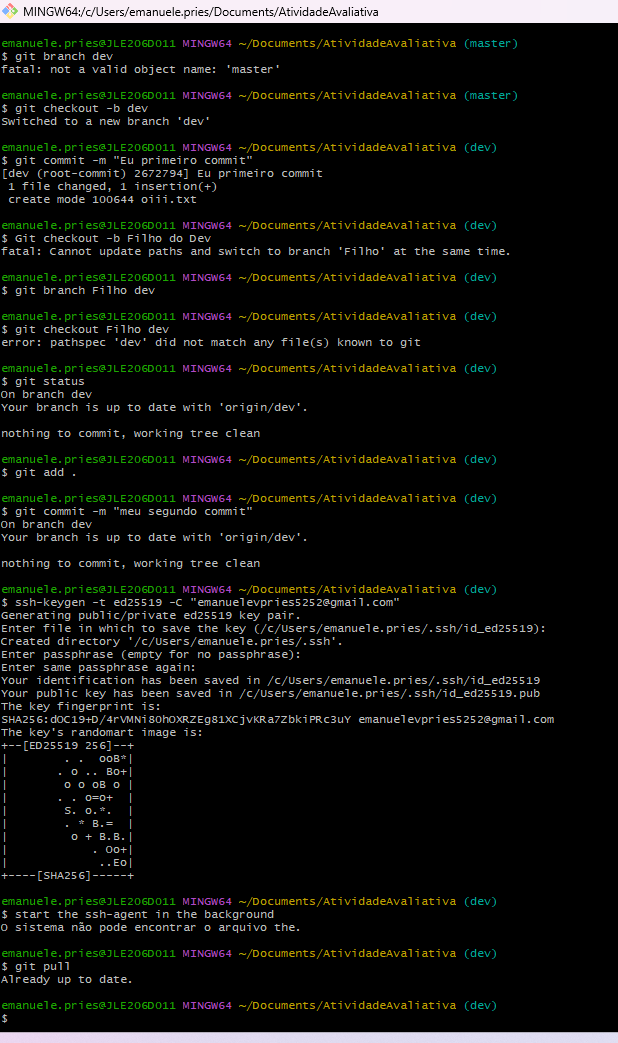 MINGW64:/c/Users/emanuele.pries/Documents/AtividadeAvaliativa
emanuele.pries@JLE206D011 MINGW64 ~/Documents/AtividadeAvaliativa (master)
$ git branch dev
fatal: not a valid object name: 'master'
emanuele.pries@JLE206D011 MINGW64 ~/Documents/AtividadeAvaliativa (master)
$ git checkout -b dev
Switched to a new branch 'dev'
emanuele.pries@JLE206D011 MINGW64 ~/Documents/AtividadeAvaliativa (dev)
$ git commit -m "Eu primeiro commit"
[dev (root-commit) 2672794] Eu primeiro commit
 1 file changed, 1 insertion(+)
 create mode 100644 oiii.txt
emanuele.pries@JLE206D011 MINGW64 ~/Documents/AtividadeAvaliativa (dev)
$ Git checkout -b Filho do Dev
fatal: Cannot update paths and switch to branch 'Filho' at the same time.
emanuele.pries@JLE206D011 MINGW64 ~/Documents/AtividadeAvaliativa (dev)
$ git branch Filho dev
emanuele.pries@JLE206D011 MINGW64 ~/Documents/AtividadeAvaliativa (dev)
$ git checkout Filho dev
error: pathspec 'dev' did not match any file(s) known to git
emanuele.pries@JLE206D011 MINGW64 ~/Documents/AtividadeAvaliativa (dev)
$ git status
On branch dev
Your branch is up to date with 'origin/dev'.
nothing to commit, working tree clean
emanuele.pries@JLE206D011 MINGW64 ~/Documents/AtividadeAvaliativa (dev)
$ git add .
emanuele.pries@JLE206D011 MINGW64 ~/Documents/AtividadeAvaliativa (dev)
$ git commit -m "meu segundo commit"
On branch dev
Your branch is up to date with 'origin/dev'.
nothing to commit, working tree clean
emanuele.pries@JLE206D011 MINGW64 ~/Documents/AtividadeAvaliativa (dev)
$ ssh-keygen -t ed25519 -C "emanuelevpries5252@gmail.com"
Generating public/private ed25519 key pair.
Enter file in which to save the key (/c/Users/emanuele.pries/.ssh/id_ed25519):
Created directory '/c/Users/emanuele.pries/.ssh'.
Enter passphrase (empty for no passphrase):
Enter same passphrase again:
Your identification has been saved in /c/Users/emanuele.pries/.ssh/id_ed25519
Your public key has been saved in /c/Users/emanuele.pries/.ssh/id_ed25519.pub
The key fingerprint is:
SHA256:dOC19+D/4rVMNi8OhOXRZEg81XCjvKRa7ZbkiPRc3uY emanuelevpries5252@gmail.com
The key's randomart image is:
+--[ED25519 256]--+
|        . .  ooB*|
|       . o .. Bo+|
|        o o oB o |
|       . . o=o+  |
|        S. o.*.  |
|        . * B.=  |
|         o + B.B.|
|            . Oo+|
|             ..Eo|
+----[SHA256]-----+
emanuele.pries@JLE206D011 MINGW64 ~/Documents/AtividadeAvaliativa (dev)
$ start the ssh-agent in the background
O sistema não pode encontrar o arquivo the.
emanuele.pries@JLE206D011 MINGW64 ~/Documents/AtividadeAvaliativa (dev)
$ git pull
Already up to date.
emanuele.pries@JLE206D011 MINGW64 ~/Documents/AtividadeAvaliativa (dev)
$